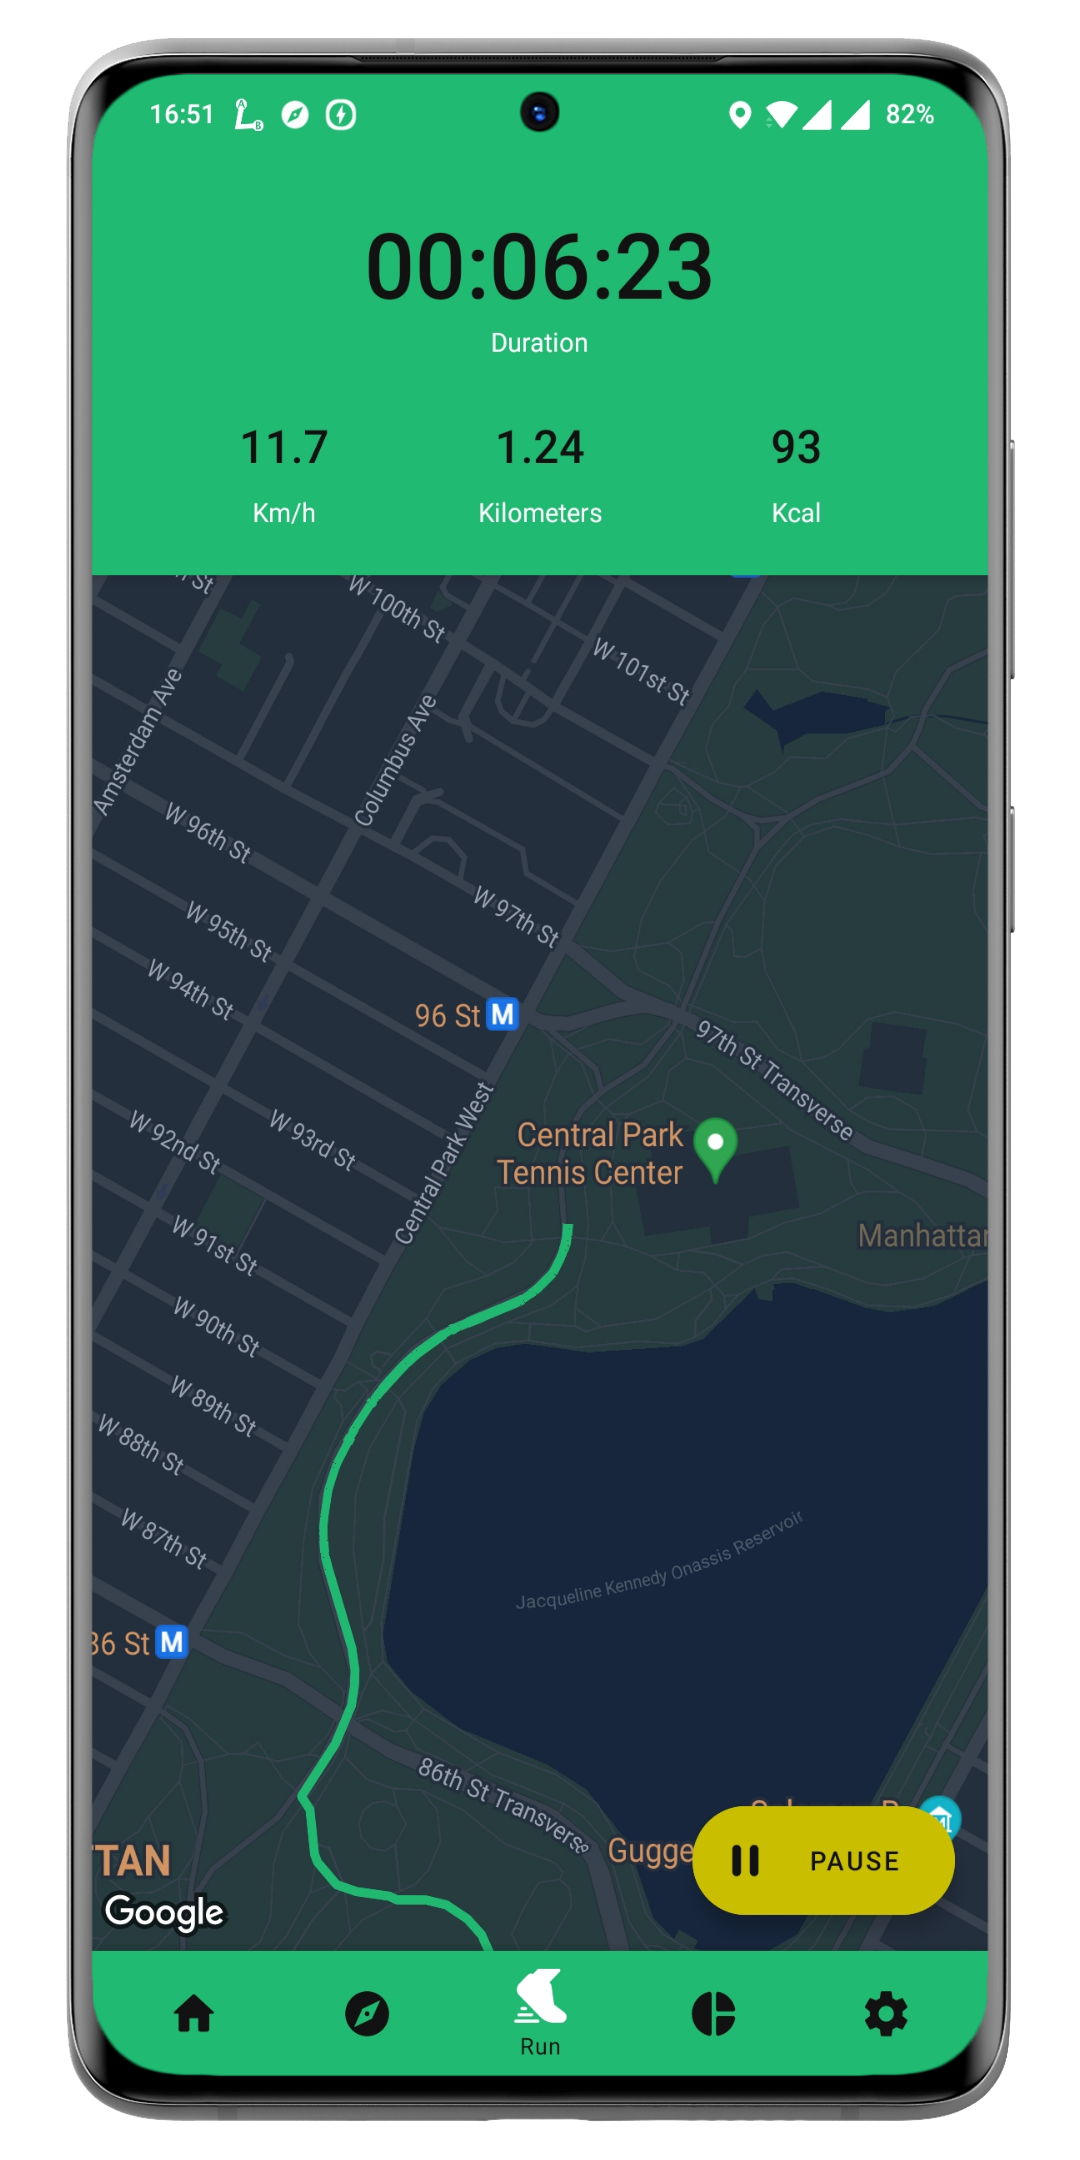 16:51
82%
00:06:23
Duration
11.7
1.24
93
Km/h
Kilometers
Kcal
W 100th St
W 101st St
Amsterdam Ave
Columbus Ave
W 96th St
W 97th St
W 95th St
W 94th St
96 St M
97th St Transverse
W 93rd St
W 92nd St
Central Park West
Central Park
Tennis Center
W 91st St
Manhattan
W 90th St
W 89th St
W 88th St
W 87th St
Jacqueline Kennedy Onassis Reservoir
86 St M
86th St Transverse
Gugge
PAUSE
TTAN
Google
Run